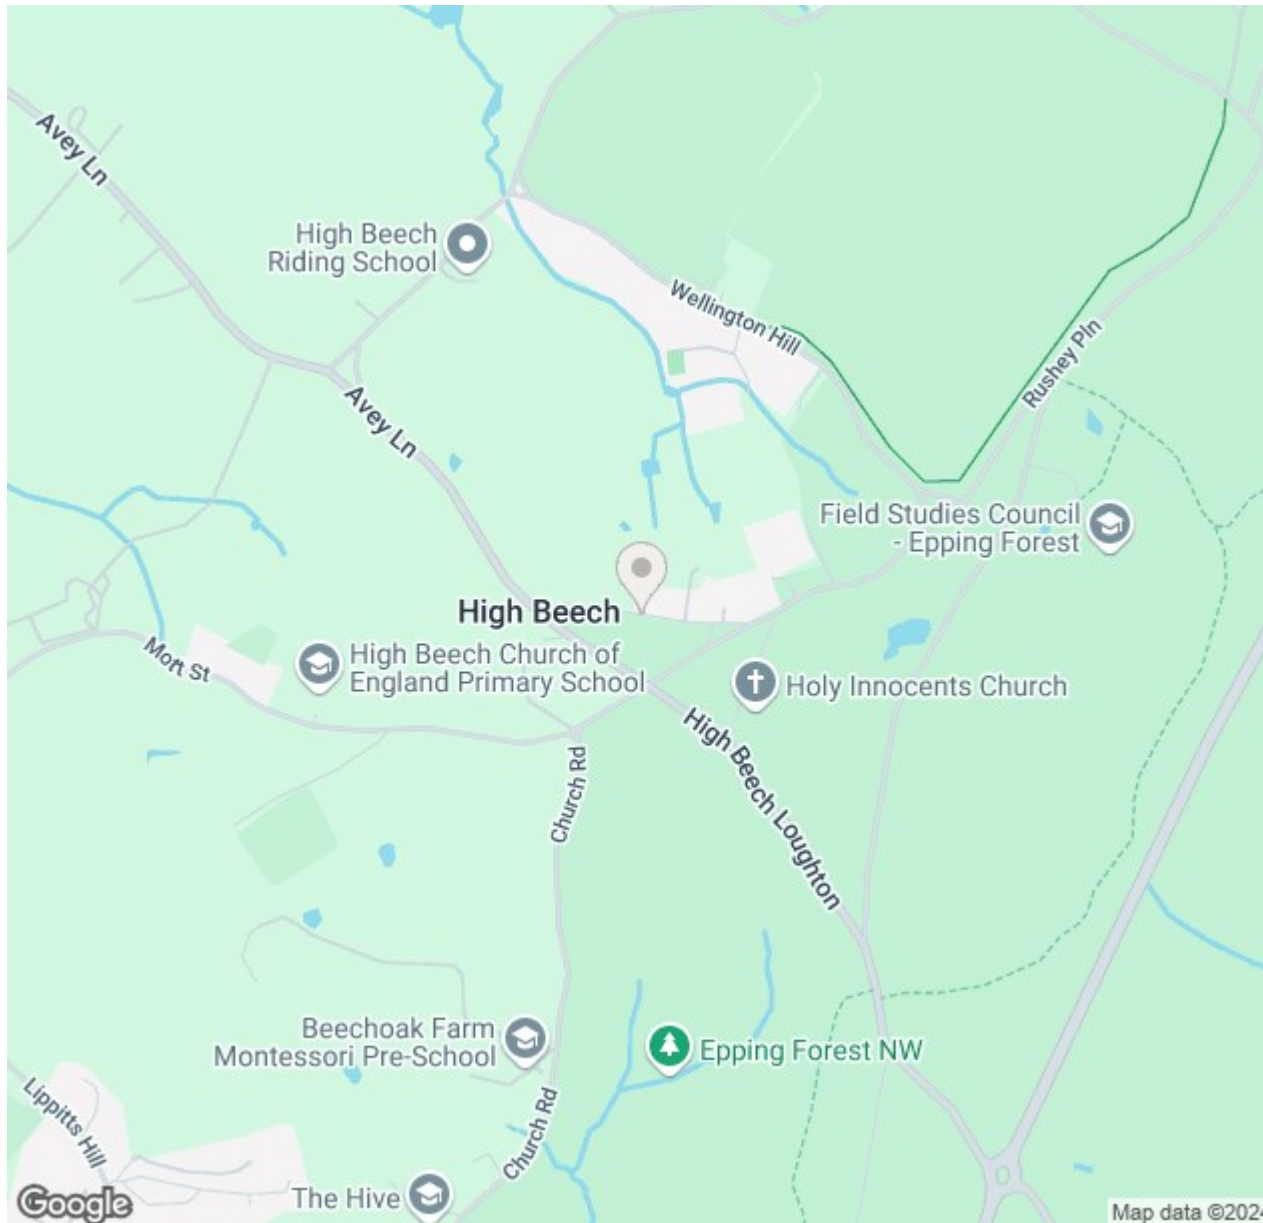 Avey Ln
High Beech
Riding School
Wellington Hill
Rushey Pln
Avey Ln
Field Studies Council
- Epping Forest
High Beech
Mott St
High Beech Church of
England Primary School
Holy Innocents Church
High Beech Loughton
Church Rd
Beechoak Farm
Montessori Pre-School
Epping Forest NW
Lippitts Hill
Church Rd
The Hive
Google
Map data ©2024